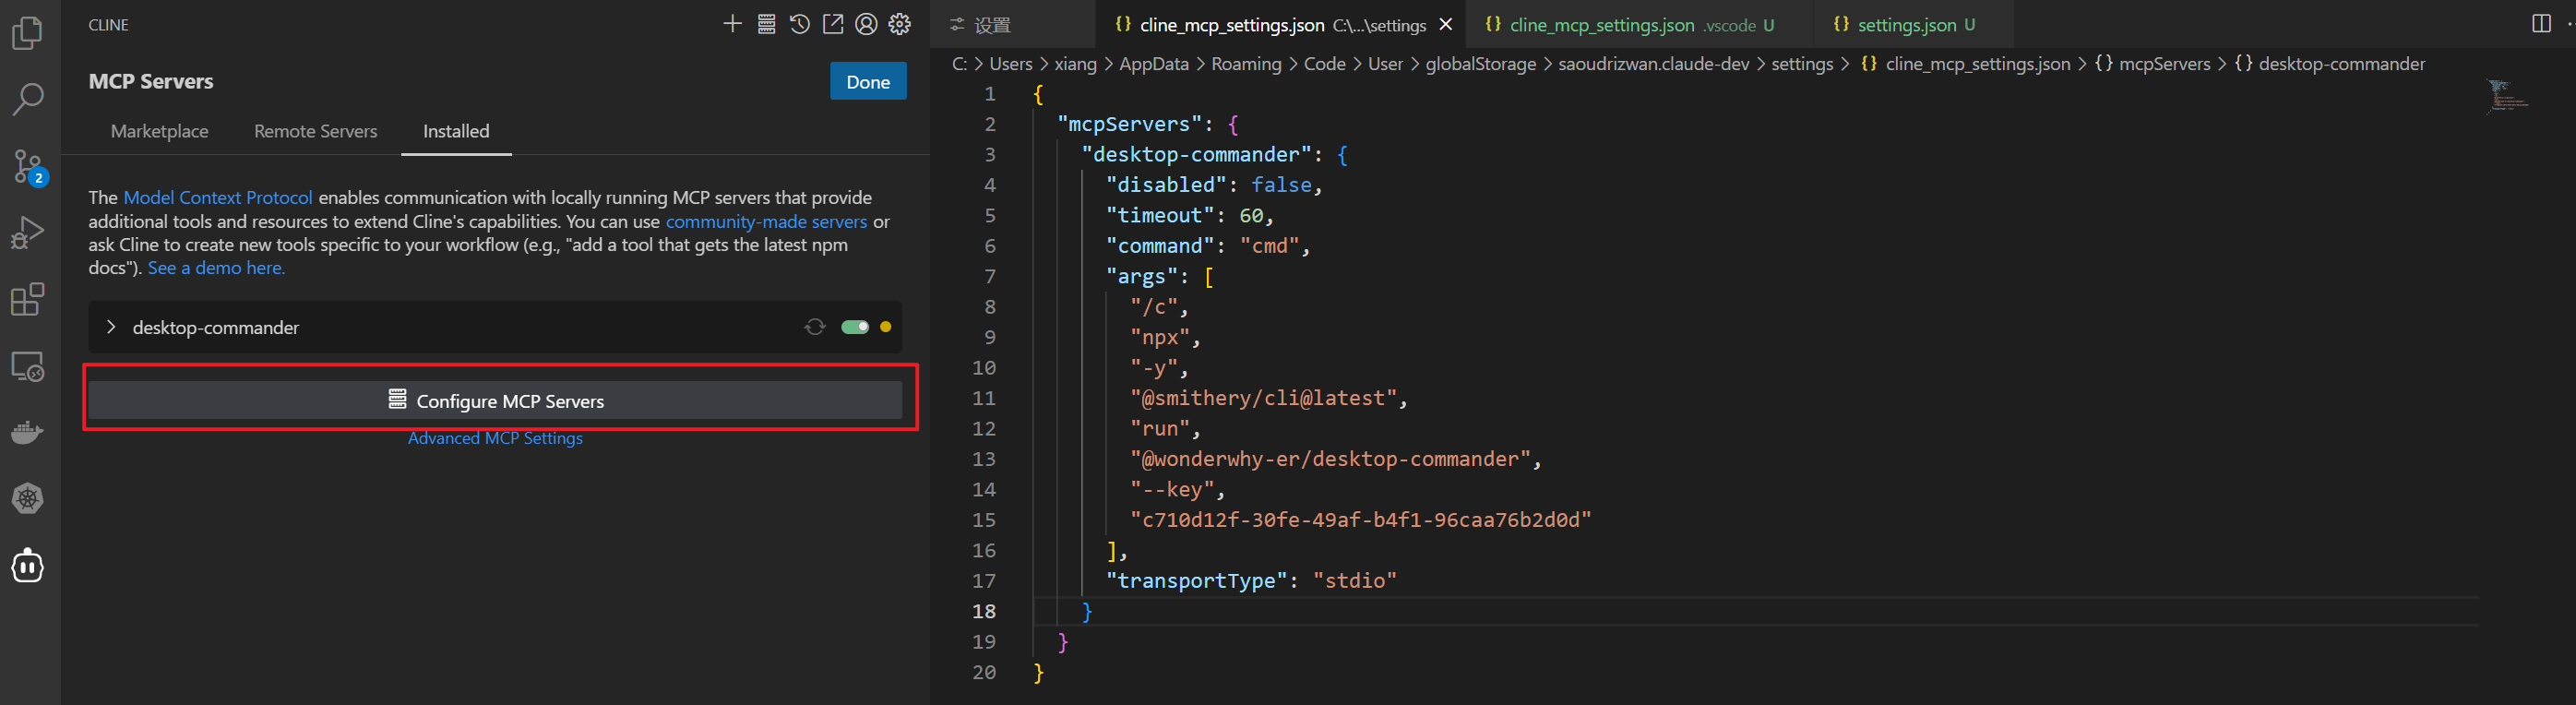 CLINE
MCP Servers
Done
Marketplace Remote Servers Installed
The Model Context Protocol enables communication with locally running MCP servers that provide
additional tools and resources to extend Cline's capabilities. You can use community-made servers or
ask Cline to create new tools specific to your workflow (e.g., "add a tool that gets the latest npm
docs"). See a demo here.
desktop-commander
Configure MCP Servers
Advanced MCP Settings
2
设置 {} cline_mcp_settings.json C:\...\settings {} cline_mcp_settings.json .vscode U {} settings.json U
C: > Users > xiang > AppData > Roaming > Code > User > globalStorage > saoudrizwan.claude-dev > settings > {} cline_mcp_settings.json > {} mcpServers > {} desktop-commander
1 {
2 "mcpServers": {
3 "desktop-commander": {
4 "disabled": false,
5 "timeout": 60,
6 "command": "cmd",
7 "args": [
8 "/c",
9 "npx",
10 "-y",
11 "@smithery/cli@latest",
12 "run",
13 "@wonderwhy-er/desktop-commander",
14 "--key",
15 "c710d12f-30fe-49af-b4f1-96caa76b2d0d"
16 ],
17 "transportType": "stdio"
18 }
19 }
20 }